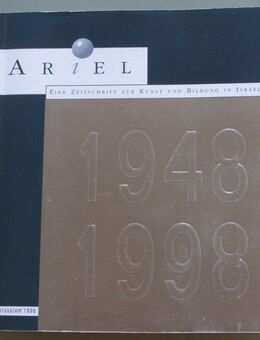 ARIEL
EINE ZEITSCHRIFT ZUR KUNST UND BILDUNG IN ISRAEL
1948
1998
Jerusalem 1998